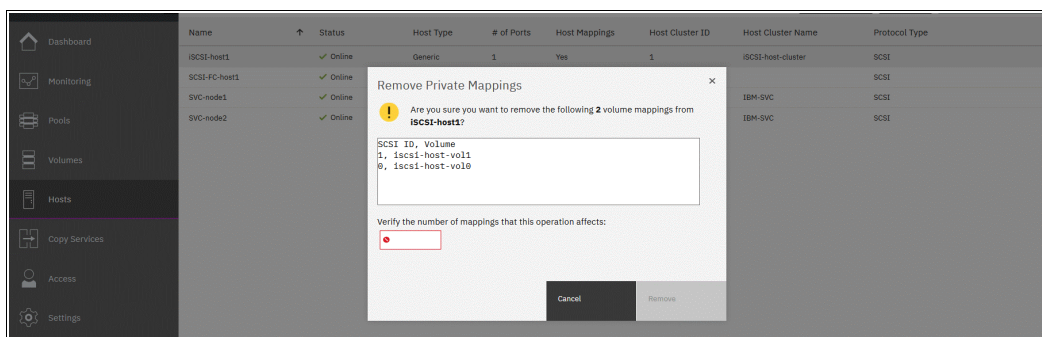 Dashboard
Monitoring
Pools
Volumes
Hosts
Copy Services
Access
Settings
Name Status Host Type # of Ports Host Mappings Host Cluster ID Host Cluster Name Protocol Type
iSCSI-host1 Online Generic 1 Yes 1 iSCSI-host-cluster SCSI
SCSI-FC-host1 Online SCSI
SVC-node1 Online IBM-SVC SCSI
SVC-node2 Online IBM-SVC SCSI
Remove Private Mappings
Are you sure you want to remove the following 2 volume mappings from
iSCSI-host1?
SCSI ID, Volume
1, iscsi-host-vol1
0, iscsi-host-vol0
Verify the number of mappings that this operation affects:
Cancel Remove